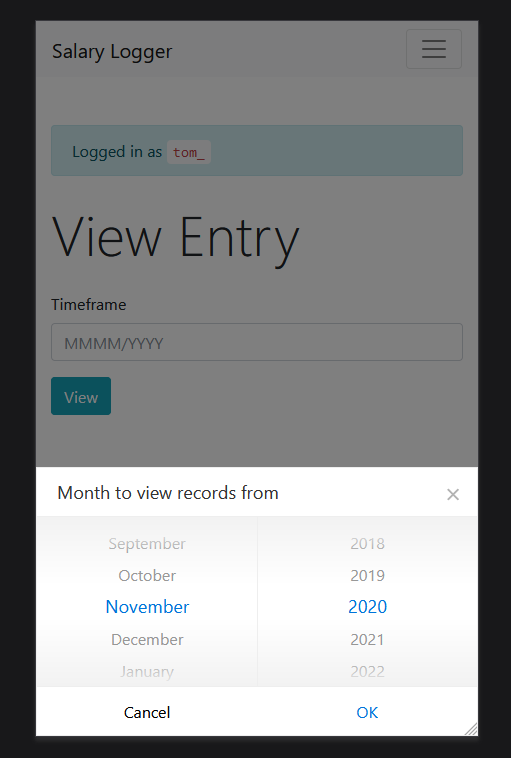 Salary Logger
Logged in as tom_
View Entry
Timeframe
MMMM/YYYY
View
Month to view records from ×
September 2018
October 2019
November 2020
December 2021
January 2022
Cancel OK